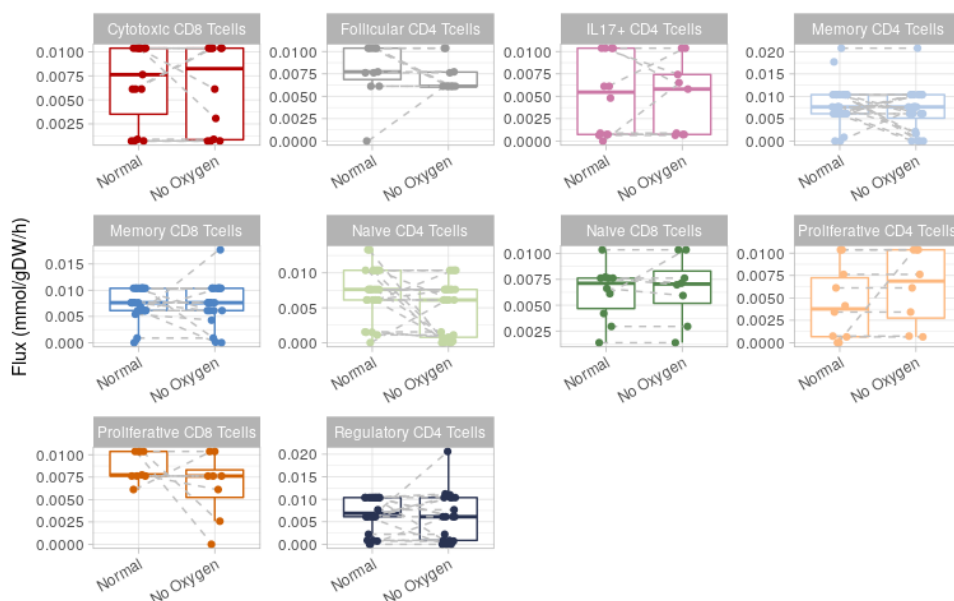 Cytotoxic CD8 Tcells
Follicular CD4 Tcells
IL17+ CD4 Tcells
Memory CD4 Tcells
0.0100
0.0075
0.0050
0.0025
0.0100
0.0075
0.0050
0.0025
0.0000
0.0100
0.0075
0.0050
0.0025
0.0000
0.020
0.015
0.010
0.005
0.000
Normal
No Oxygen
Normal
No Oxygen
Normal
No Oxygen
Normal
No Oxygen
Flux (mmol/gDW/h)
Memory CD8 Tcells
Naive CD4 Tcells
Naive CD8 Tcells
Proliferative CD4 Tcells
0.015
0.010
0.005
0.000
0.010
0.005
0.000
0.0100
0.0075
0.0050
0.0025
0.0100
0.0075
0.0050
0.0025
0.0000
Normal
No Oxygen
Normal
No Oxygen
Normal
No Oxygen
Normal
No Oxygen
Proliferative CD8 Tcells
Regulatory CD4 Tcells
0.0100
0.0075
0.0050
0.0025
0.0000
0.020
0.015
0.010
0.005
0.000
Normal
No Oxygen
Normal
No Oxygen